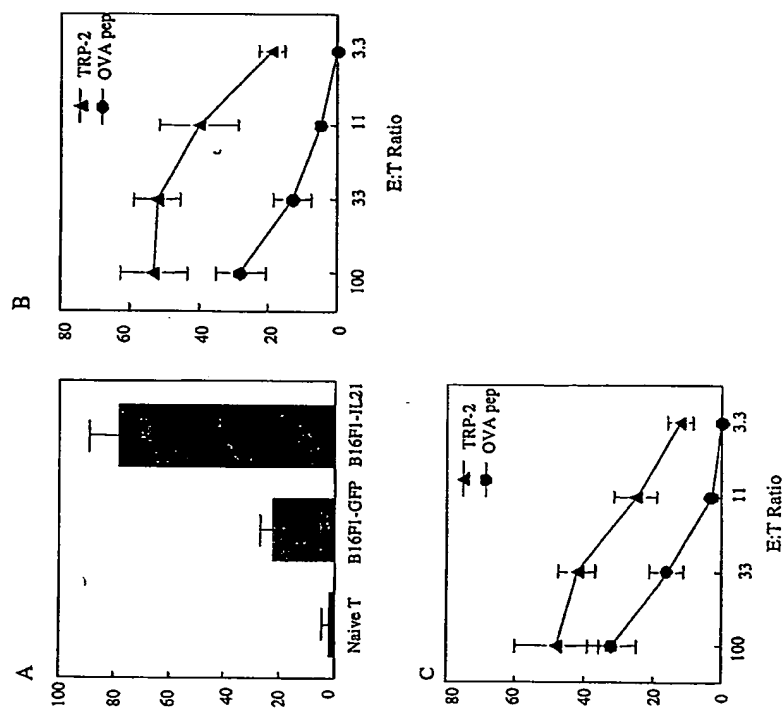 A
100
80
60
40
20
0
Naive T
B16F1-GFP
B16F1-IL21
B
80
60
40
20
0
TRP-2
OVA pep
100
33
11
3.3
E:T Ratio
C
80
60
40
20
0
TRP-2
OVA pep
100
33
11
3.3
E:T Ratio